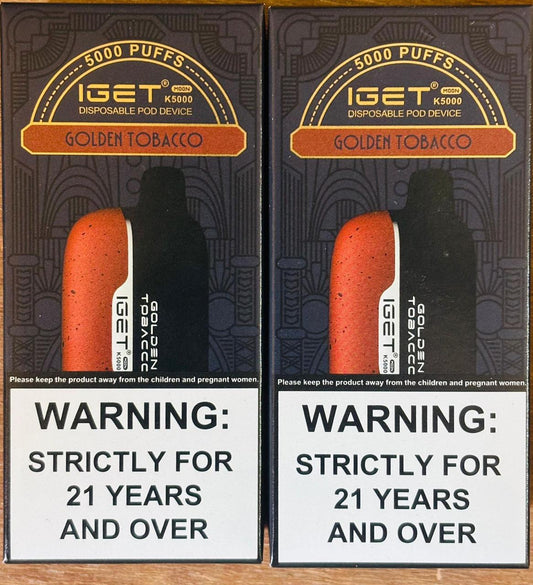 5000 PUFFS
IGET® MOON
K5000
DISPOSABLE POD DEVICE
GOLDEN TOBACCO
IGET® MOON K5000
GOLDEN
TOBACCO
Please keep the product away from the children and pregnant women.
WARNING:
STRICTLY FOR
21 YEARS
AND OVER
5000 PUFFS
IGET® MOON
K5000
DISPOSABLE POD DEVICE
GOLDEN TOBACCO
IGET® MOON K5000
GOLDEN
TOBACCO
Please keep the product away from the children and pregnant women.
WARNING:
STRICTLY FOR
21 YEARS
AND OVER